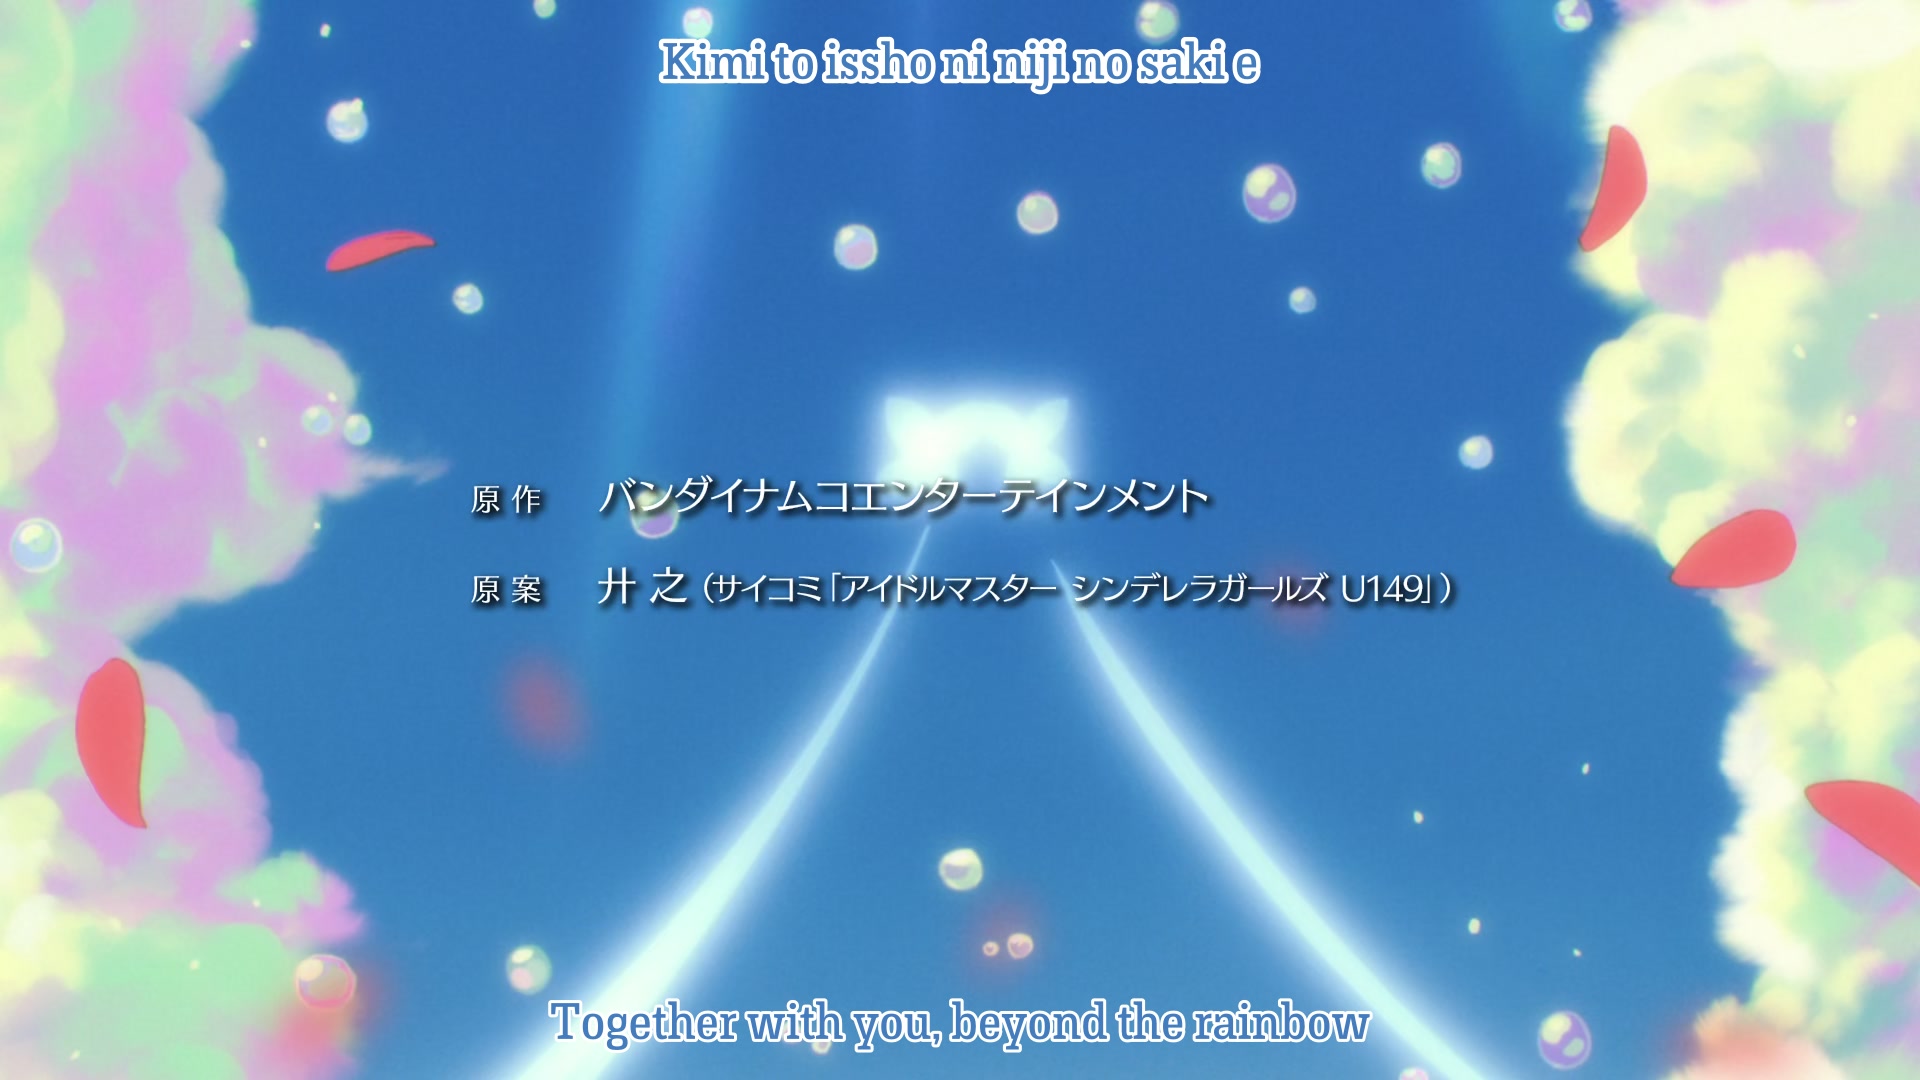 Kimi to issho ni niji no saki e
原作 バンダイナムコエンターテインメント
原案 廾之（サイコミ「アイドルマスター シンデレラガールズ U149」）
Together with you, beyond the rainbow